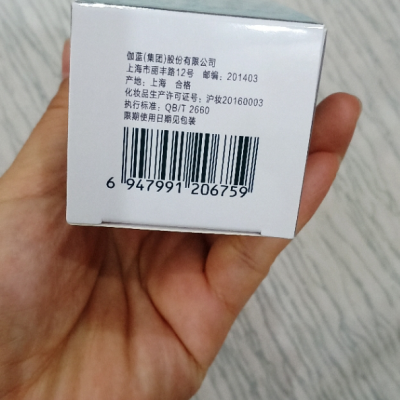 伽蓝(集团)股份有限公司
上海市丽丰路12号 邮编: 201403
产地: 上海 合格
化妆品生产许可证号: 沪妆20160003
执行标准: QB/T 2660
限期使用日期见包装
6 947991 206759